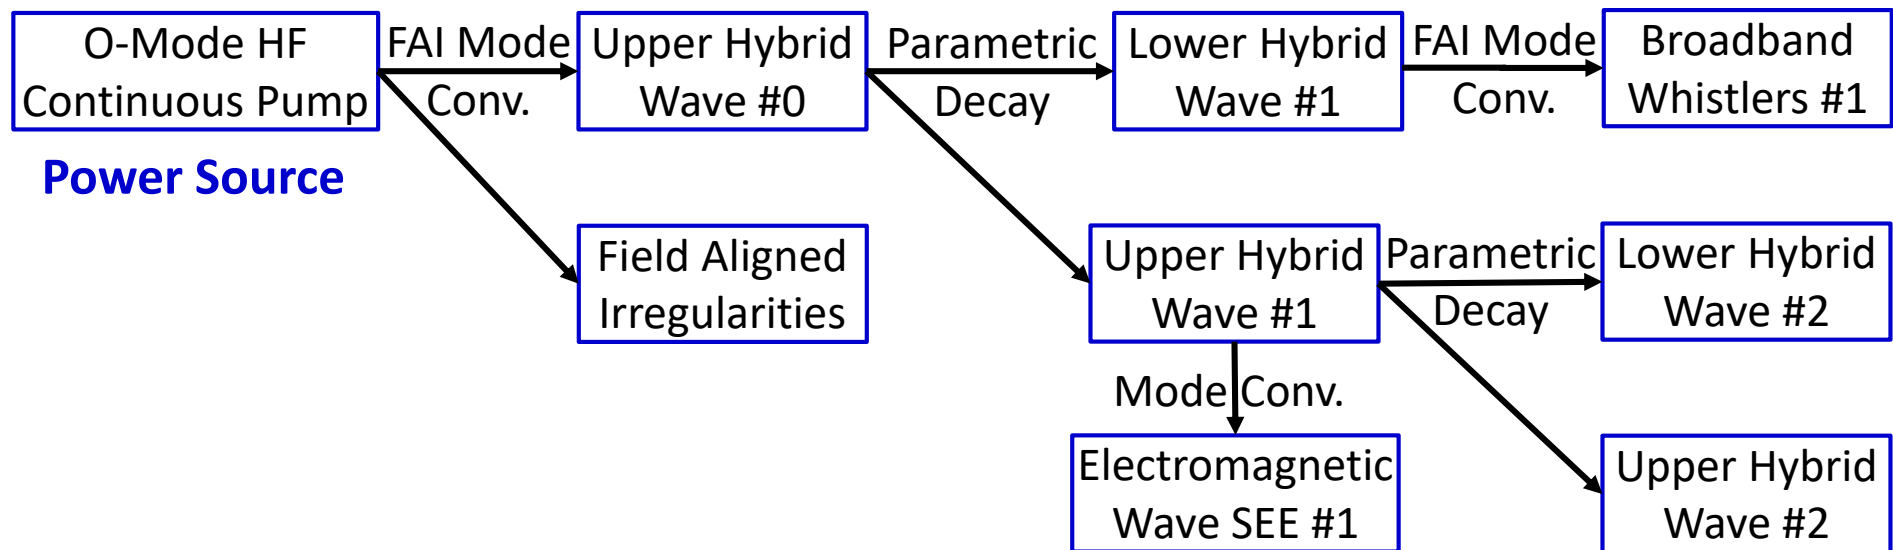 O-Mode HF
Continuous Pump
FAI Mode
Conv.
Upper Hybrid
Wave #0
Parametric
Decay
Lower Hybrid
Wave #1
FAI Mode
Conv.
Broadband
Whistlers #1
Power Source
Field Aligned
Irregularities
Upper Hybrid
Wave #1
Parametric
Decay
Lower Hybrid
Wave #2
Mode Conv.
Electromagnetic
Wave SEE #1
Upper Hybrid
Wave #2